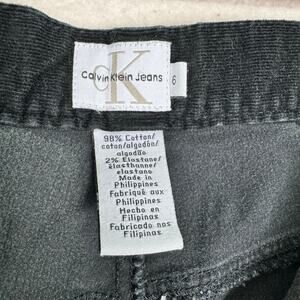 CK
Calvin Klein Jeans
6
98% Cotton/
coton/algodón/
algodão
2% Elastane/
élasthanne/
elastano
Made in
Philippines
Fabriqué aux
Philippines
Hecho en
Filipinas
Fabricado nas
Filipinas